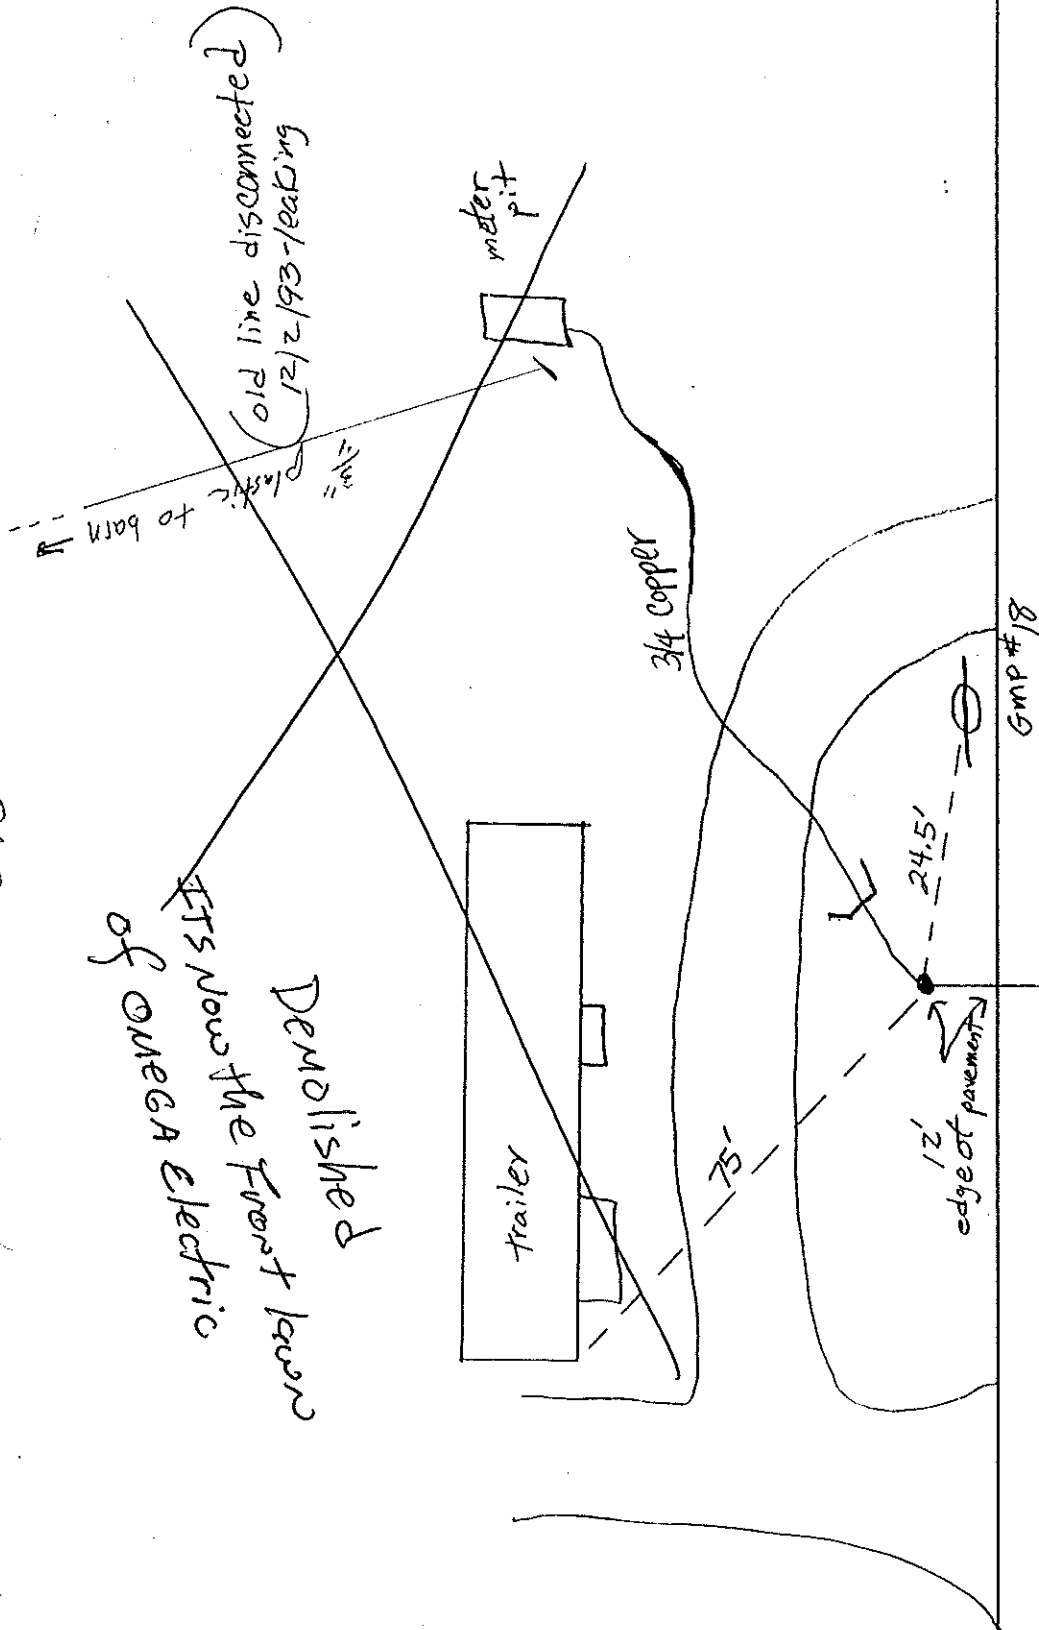 (old line disconnected)
12/2/93-leaking
meter
pit
plastic
to barn
3/4 copper
trailer
75'
24.5'
12'
edge of pavement
GMP #18
Demolished
ITS Now the Front lawn
of OMEGA Electric